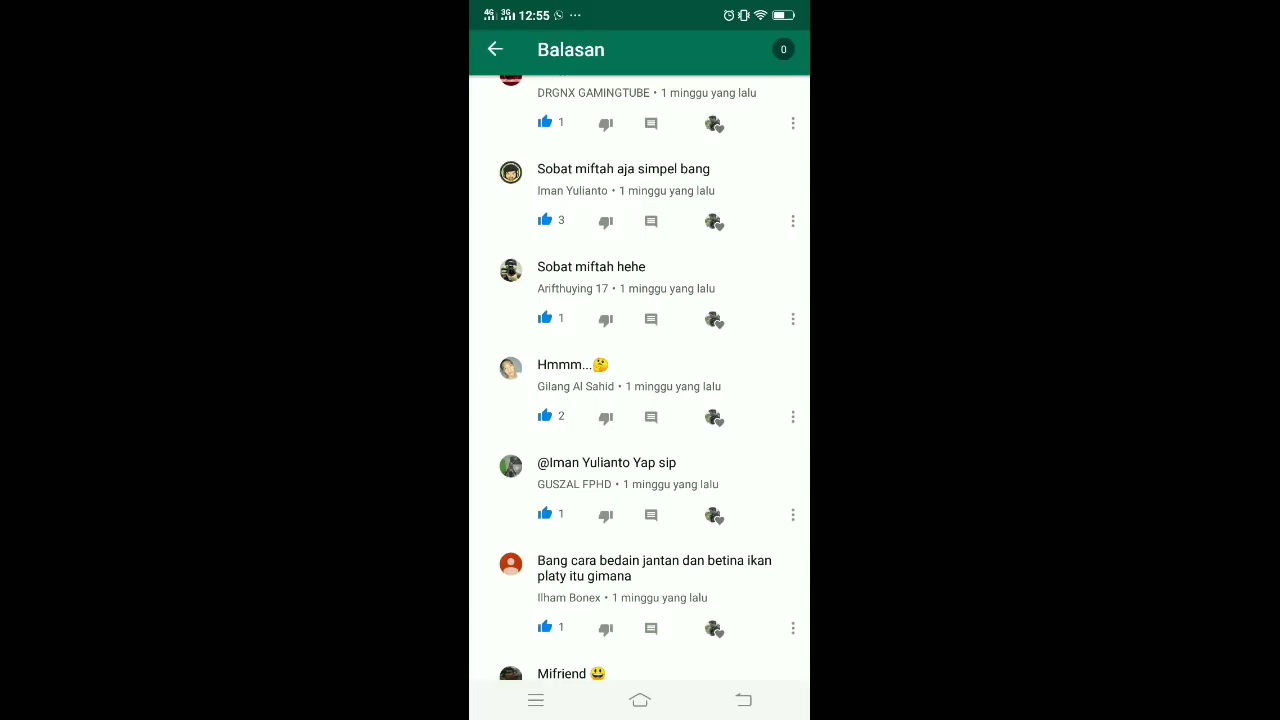 4G 3G 12:55
Balasan
0
DRGNX GAMINGTUBE • 1 minggu yang lalu
1
Sobat miftah aja simpel bang
Iman Yulianto • 1 minggu yang lalu
3
Sobat miftah hehe
Arifthuying 17 • 1 minggu yang lalu
1
Hmmm...🤔
Gilang Al Sahid • 1 minggu yang lalu
2
@Iman Yulianto Yap sip
GUSZAL FPHD • 1 minggu yang lalu
1
Bang cara bedain jantan dan betina ikan
platy itu gimana
Ilham Bonex • 1 minggu yang lalu
1
Mifriend 😃